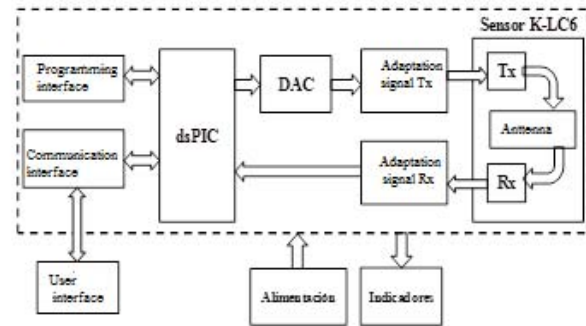 Sensor K-LC6
Programming
interface
Communication
interface
dsPIC
DAC
Adaptation
signal Tx
Tx
Anttenna
Rx
Adaptation
signal Rx
User
interface
Alimentación
Indicadores